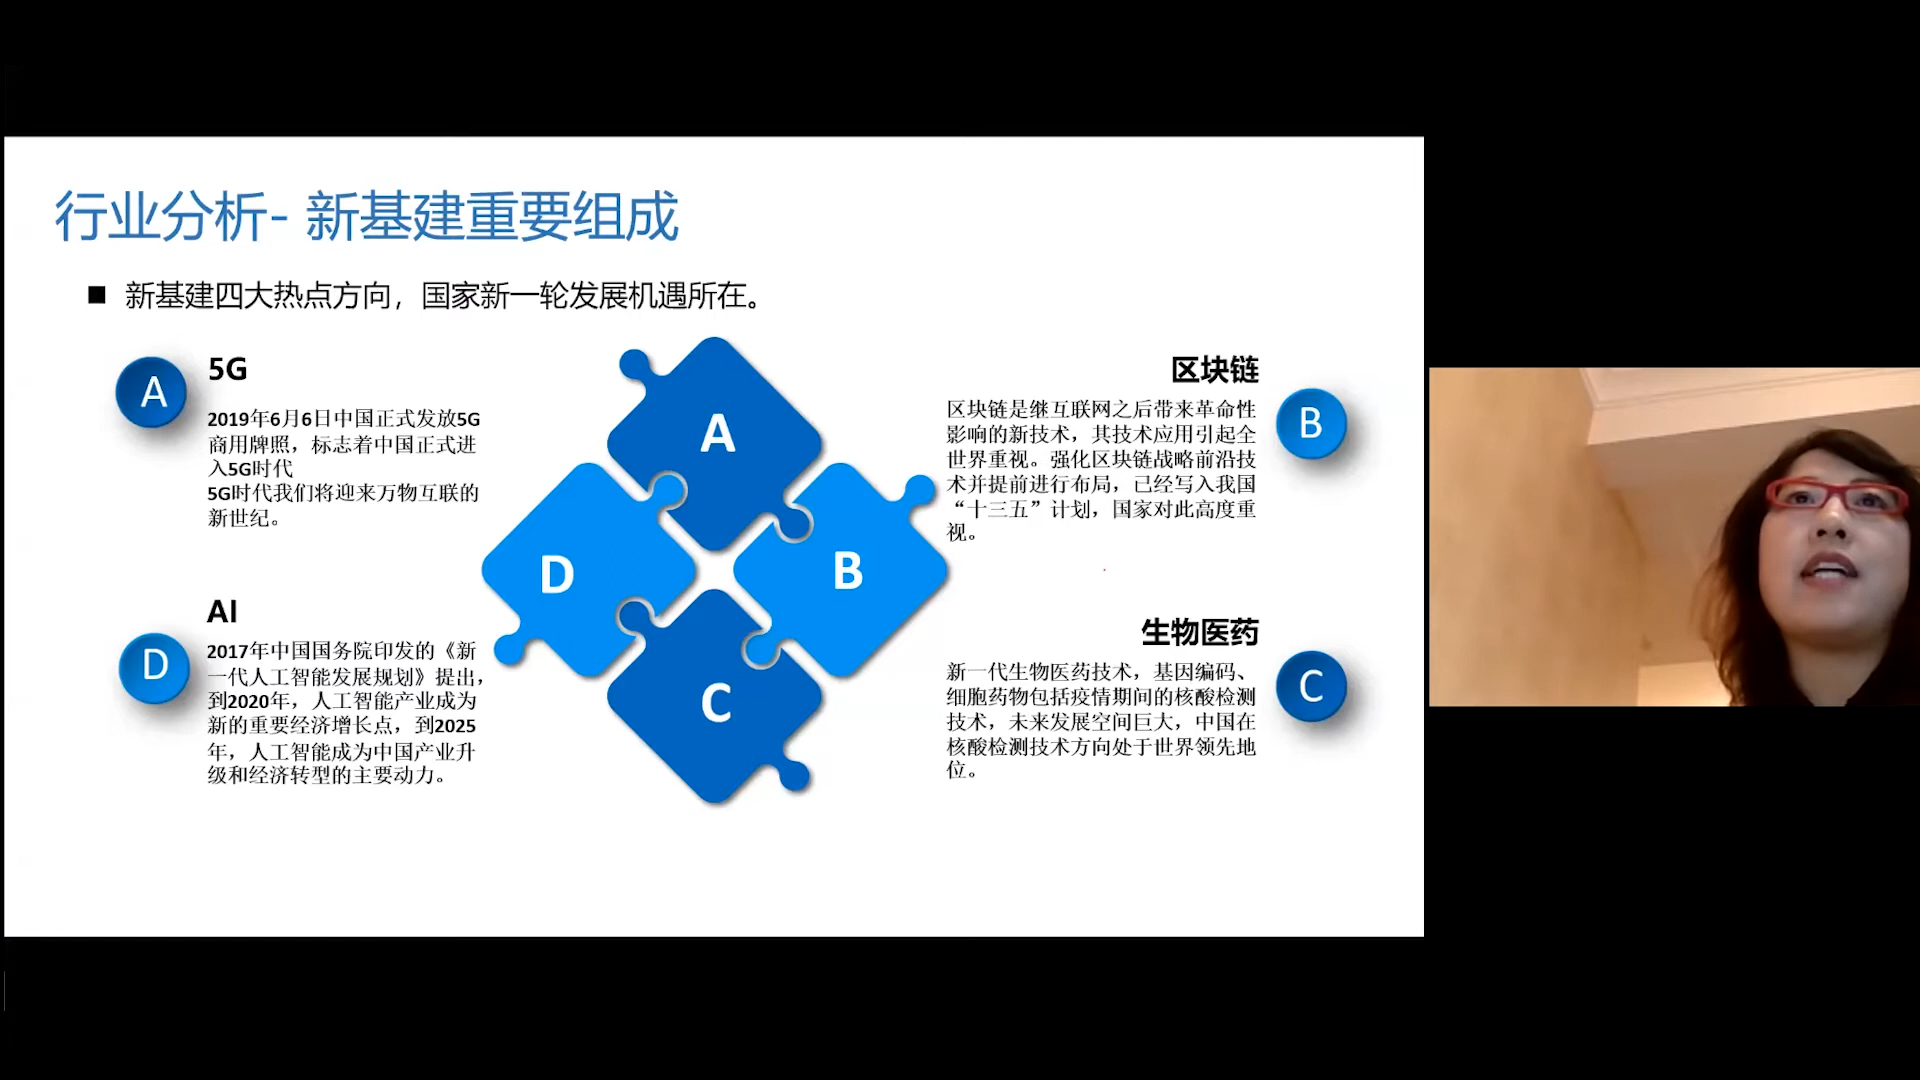 行业分析- 新基建重要组成
■ 新基建四大热点方向，国家新一轮发展机遇所在。
A
5G
2019年6月6日中国正式发放5G
商用牌照，标志着中国正式进
入5G时代
5G时代我们将迎来万物互联的
新世纪。
区块链
区块链是继互联网之后带来革命性
影响的新技术，其技术应用引起全
世界重视。强化区块链战略前沿技
术并提前进行布局，已经写入我国
“十三五”计划，国家对此高度重
视。
B
A
D
B
C
D
AI
2017年中国国务院印发的《新
一代人工智能发展规划》提出，
到2020年，人工智能产业成为
新的重要经济增长点，到2025
年，人工智能成为中国产业升
级和经济转型的主要动力。
生物医药
新一代生物医药技术，基因编码、
细胞药物包括疫情期间的核酸检测
技术，未来发展空间巨大，中国在
核酸检测技术方向处于世界领先地
位。
C